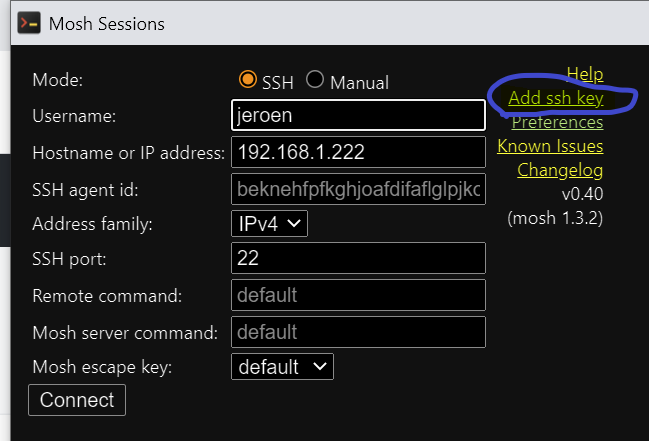 Mosh Sessions
Mode: SSH Manual
Help
Add ssh key
Username: jeroen
Preferences
Hostname or IP address: 192.168.1.222
Known Issues
Changelog
SSH agent id: beknehfpfkghjoafdifaflglpjkc
v0.40
Address family: IPv4
(mosh 1.3.2)
SSH port: 22
Remote command: default
Mosh server command: default
Mosh escape key: default
Connect